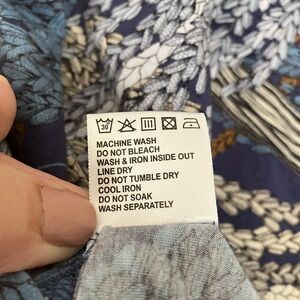 30
MACHINE WASH
DO NOT BLEACH
WASH & IRON INSIDE OUT
LINE DRY
DO NOT TUMBLE DRY
COOL IRON
DO NOT SOAK
WASH SEPARATELY